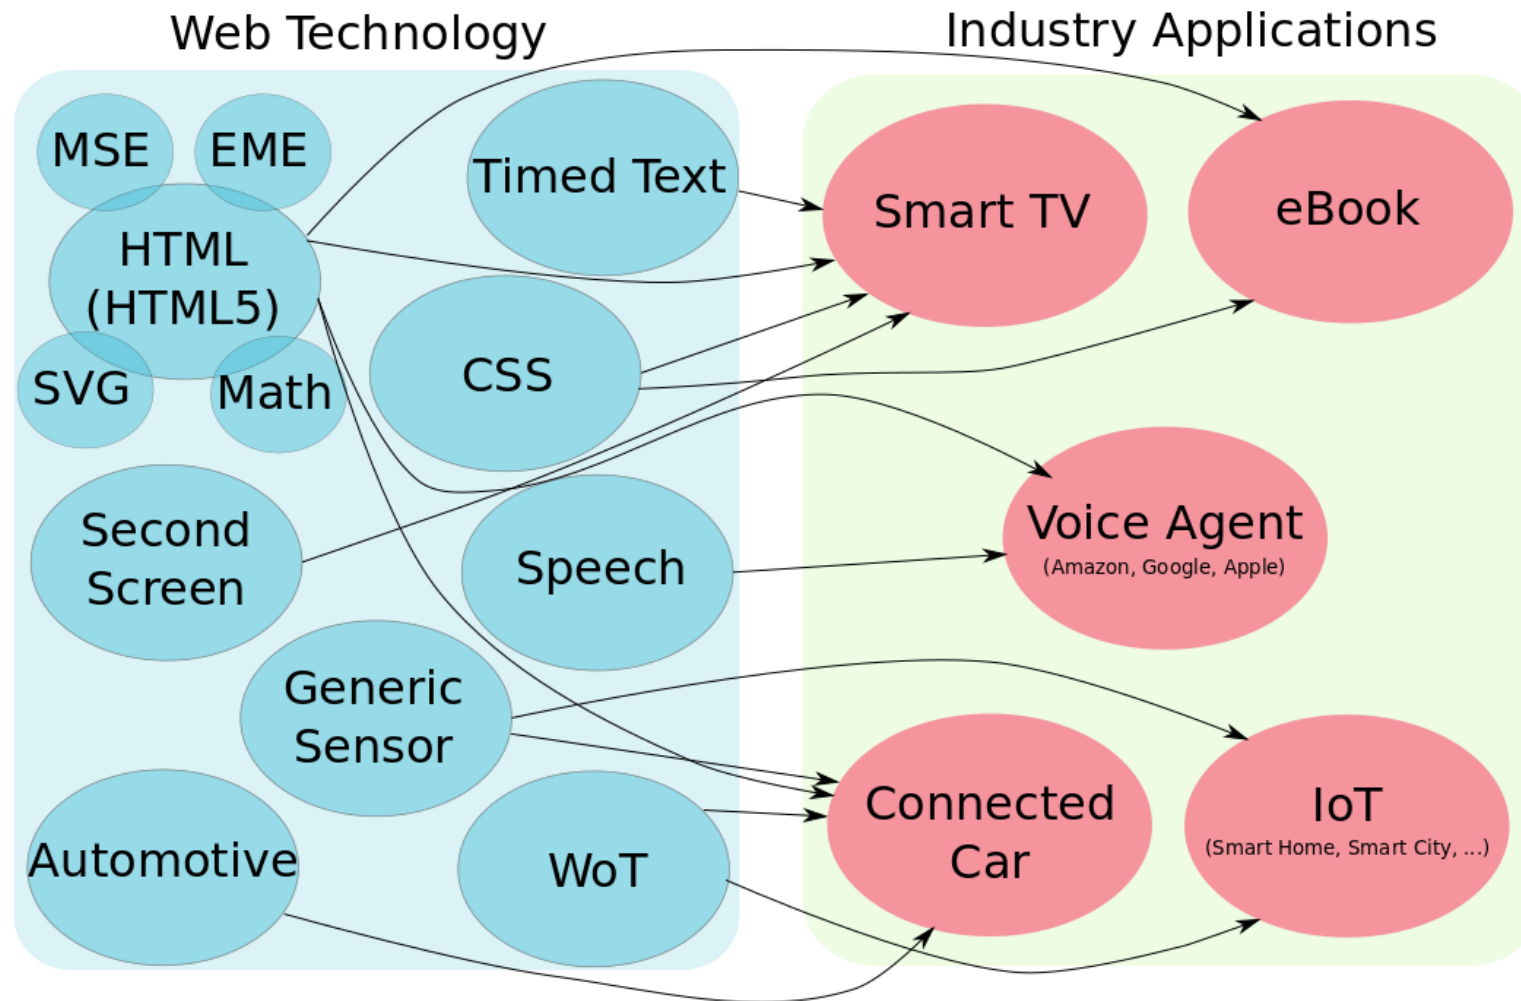 Web Technology
MSE
EME
HTML
(HTML5)
SVG
Math
Timed Text
CSS
Second
Screen
Speech
Generic
Sensor
Automotive
WoT
Industry Applications
Smart TV
eBook
Voice Agent
(Amazon, Google, Apple)
Connected
Car
IoT
(Smart Home, Smart City, ...)